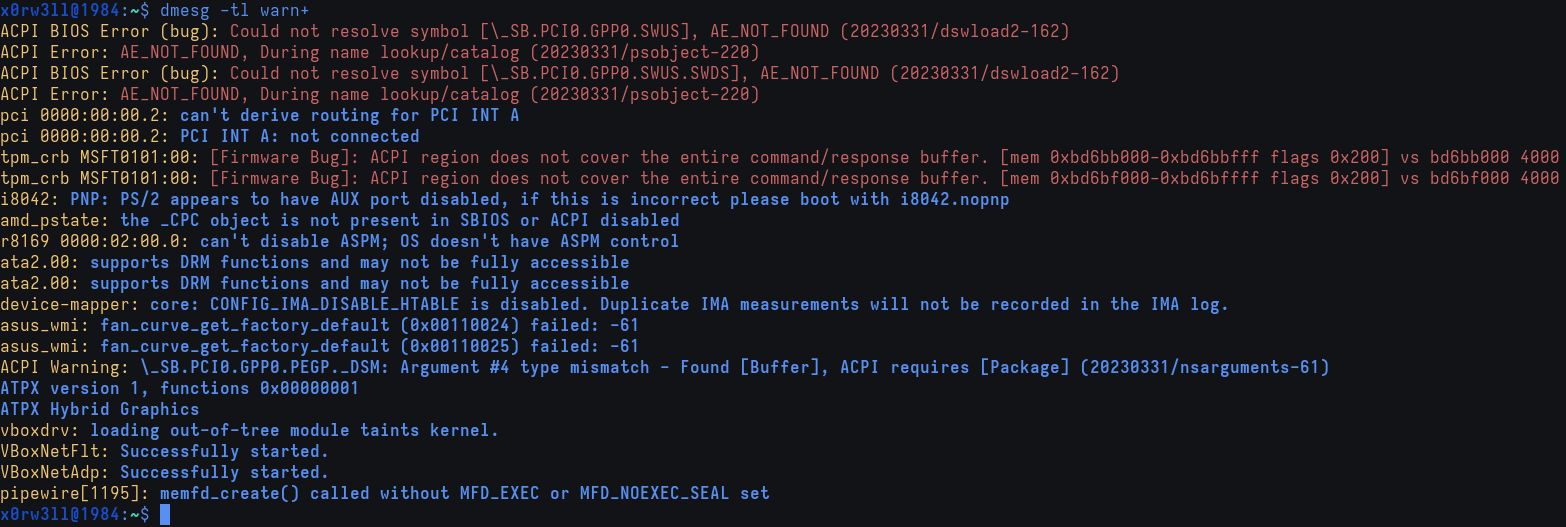 x0rw3ll@1984:~$ dmesg -tl warn+
ACPI BIOS Error (bug): Could not resolve symbol [\_SB.PCI0.GPP0.SWUS], AE_NOT_FOUND (20230331/dswload2-162)
ACPI Error: AE_NOT_FOUND, During name lookup/catalog (20230331/psobject-220)
ACPI BIOS Error (bug): Could not resolve symbol [\_SB.PCI0.GPP0.SWUS.SWDS], AE_NOT_FOUND (20230331/dswload2-162)
ACPI Error: AE_NOT_FOUND, During name lookup/catalog (20230331/psobject-220)
pci 0000:00:00.2: can't derive routing for PCI INT A
pci 0000:00:00.2: PCI INT A: not connected
tpm_crb MSFT0101:00: [Firmware Bug]: ACPI region does not cover the entire command/response buffer. [mem 0xbd6bb000-0xbd6bbfff flags 0x200] vs bd6bb000 4000
tpm_crb MSFT0101:00: [Firmware Bug]: ACPI region does not cover the entire command/response buffer. [mem 0xbd6bf000-0xbd6bffff flags 0x200] vs bd6bf000 4000
i8042: PNP: PS/2 appears to have AUX port disabled, if this is incorrect please boot with i8042.nopnp
amd_pstate: the _CPC object is not present in SBIOS or ACPI disabled
r8169 0000:02:00.0: can't disable ASPM; OS doesn't have ASPM control
ata2.00: supports DRM functions and may not be fully accessible
ata2.00: supports DRM functions and may not be fully accessible
device-mapper: core: CONFIG_IMA_DISABLE_HTABLE is disabled. Duplicate IMA measurements will not be recorded in the IMA log.
asus_wmi: fan_curve_get_factory_default (0x00110024) failed: -61
asus_wmi: fan_curve_get_factory_default (0x00110025) failed: -61
ACPI Warning: \_SB.PCI0.GPP0.PEGP._DSM: Argument #4 type mismatch - Found [Buffer], ACPI requires [Package] (20230331/nsarguments-61)
ATPX version 1, functions 0x00000001
ATPX Hybrid Graphics
vboxdrv: loading out-of-tree module taints kernel.
VBoxNetFlt: Successfully started.
VBoxNetAdp: Successfully started.
pipewire[1195]: memfd_create() called without MFD_EXEC or MFD_NOEXEC_SEAL set
x0rw3ll@1984:~$